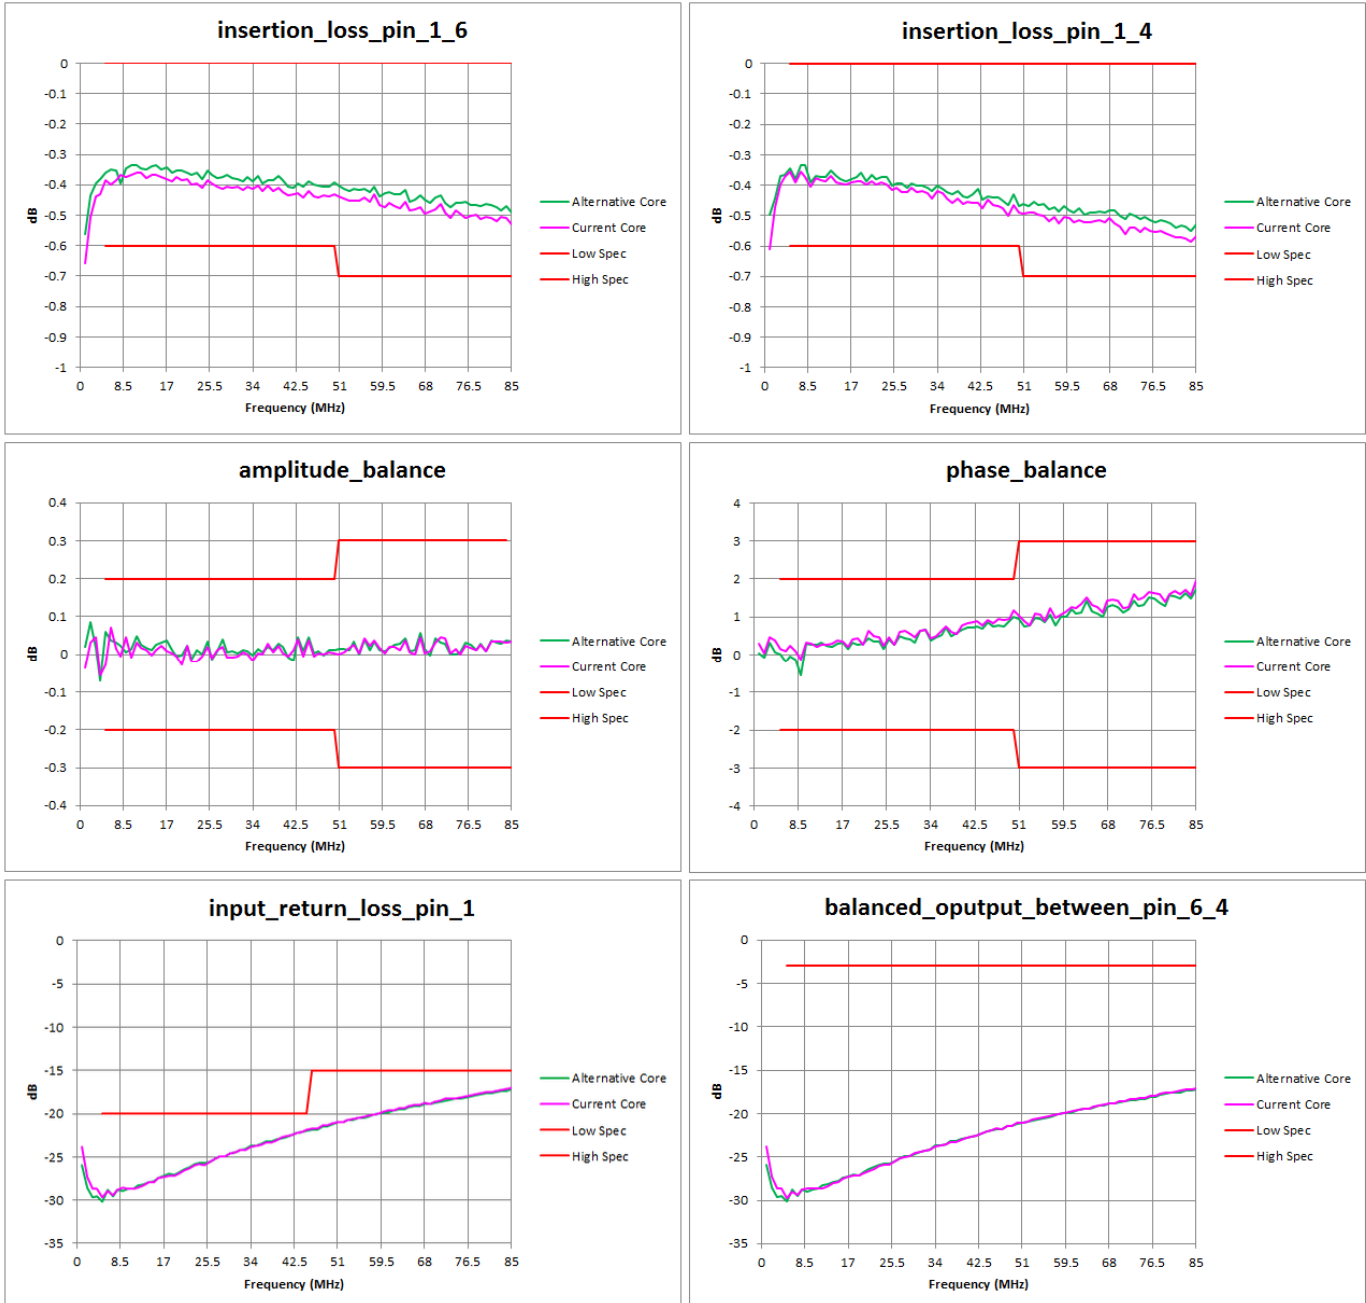 insertion_loss_pin_1_6
0
-0.1
-0.2
-0.3
-0.4
-0.5
-0.6
-0.7
-0.8
-0.9
-1
dB
0 8.5 17 25.5 34 42.5 51 59.5 68 76.5 85
Frequency (MHz)
Alternative Core
Current Core
Low Spec
High Spec
insertion_loss_pin_1_4
0
-0.1
-0.2
-0.3
-0.4
-0.5
-0.6
-0.7
-0.8
-0.9
-1
dB
0 8.5 17 25.5 34 42.5 51 59.5 68 76.5 85
Frequency (MHz)
Alternative Core
Current Core
Low Spec
High Spec
amplitude_balance
0.4
0.3
0.2
0.1
0
-0.1
-0.2
-0.3
-0.4
dB
0 8.5 17 25.5 34 42.5 51 59.5 68 76.5 85
Frequency (MHz)
Alternative Core
Current Core
Low Spec
High Spec
phase_balance
4
3
2
1
0
-1
-2
-3
-4
dB
0 8.5 17 25.5 34 42.5 51 59.5 68 76.5 85
Frequency (MHz)
Alternative Core
Current Core
Low Spec
High Spec
input_return_loss_pin_1
0
-5
-10
-15
-20
-25
-30
-35
dB
0 8.5 17 25.5 34 42.5 51 59.5 68 76.5 85
Frequency (MHz)
Alternative Core
Current Core
Low Spec
High Spec
balanced_oputput_between_pin_6_4
0
-5
-10
-15
-20
-25
-30
-35
dB
0 8.5 17 25.5 34 42.5 51 59.5 68 76.5 85
Frequency (MHz)
Alternative Core
Current Core
Low Spec
High Spec